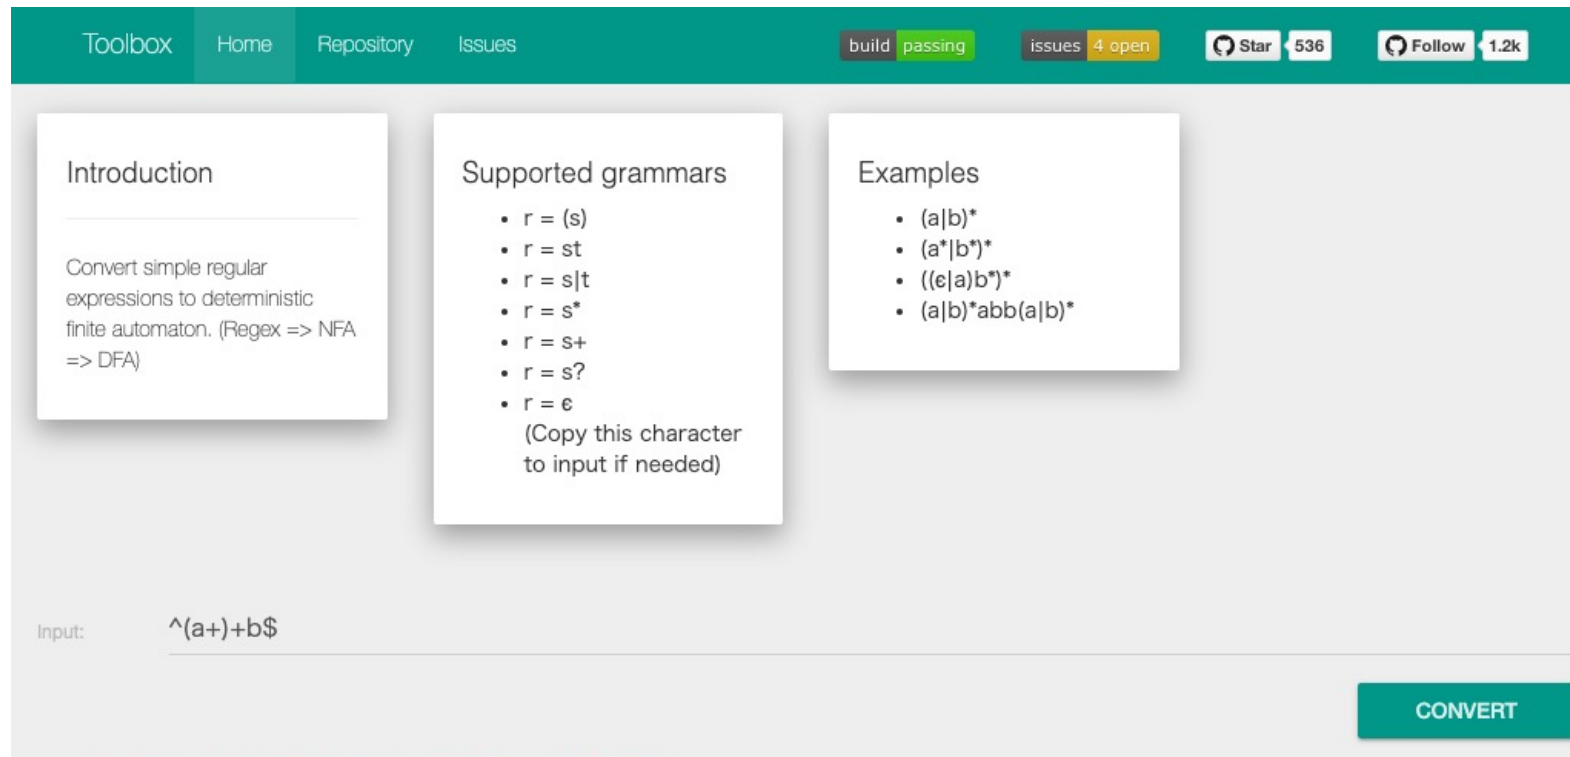 Toolbox Home Repository Issues build passing issues 4 open Star 536 Follow 1.2k
Introduction
Convert simple regular
expressions to deterministic
finite automaton. (Regex => NFA
=> DFA)
Supported grammars
• r = (s)
• r = st
• r = s|t
• r = s*
• r = s+
• r = s?
• r = ϵ
(Copy this character
to input if needed)
Examples
• (a|b)*
• (a*|b*)*
• ((ϵ|a)b*)*
• (a|b)*abb(a|b)*
Input: ^(a+)+b$
CONVERT